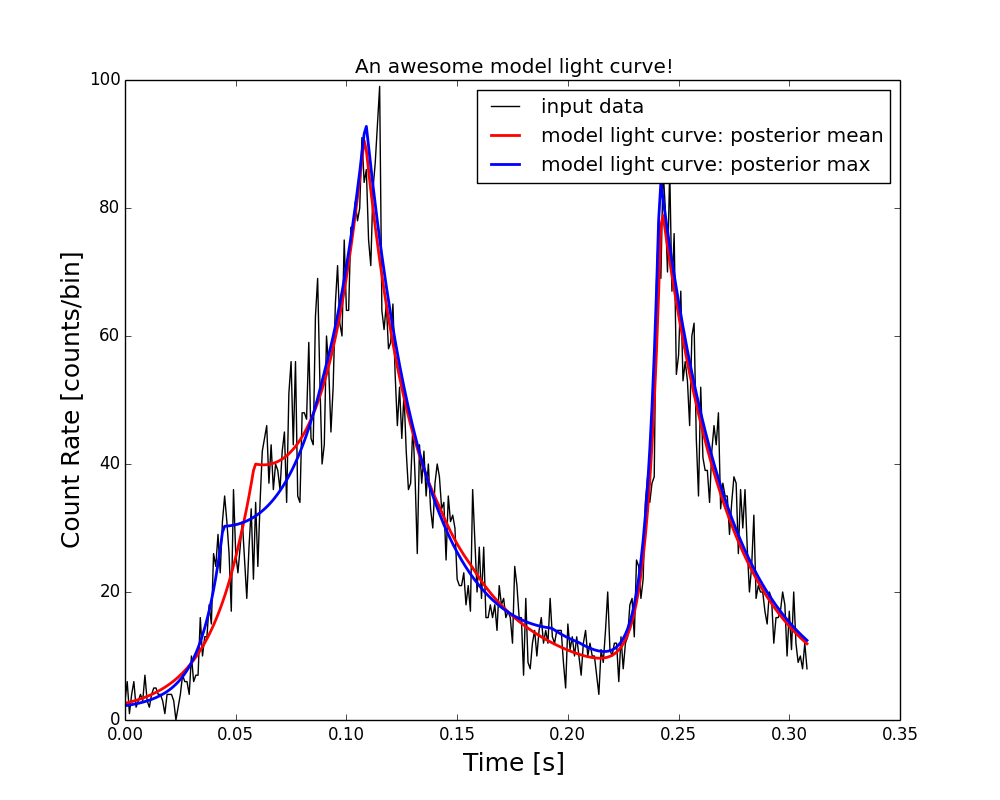 An awesome model light curve!
100
80
60
40
20
0
Count Rate [counts/bin]
input data
model light curve: posterior mean
model light curve: posterior max
0.00 0.05 0.10 0.15 0.20 0.25 0.30 0.35
Time [s]